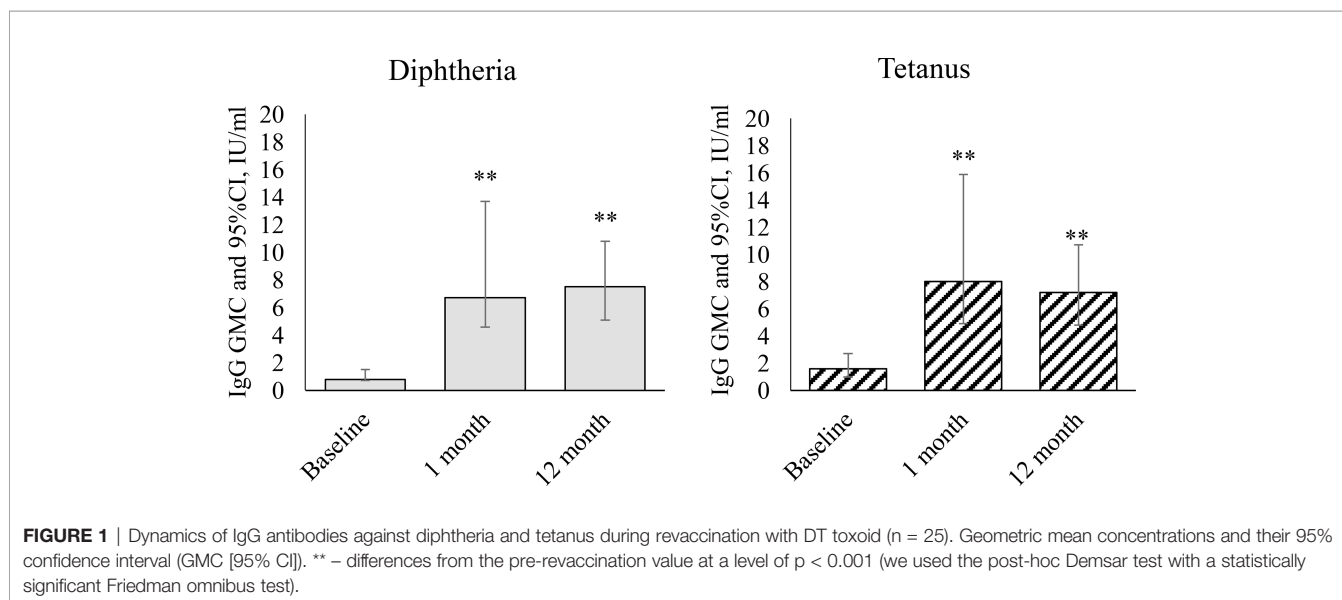 Diphtheria
IgG GMC and 95%CI, IU/ml
20
18
16
14
12
10
8
6
4
2
0
**
**
Baseline
1 month
12 month
Tetanus
IgG GMC and 95%CI, IU/ml
20
18
16
14
12
10
8
6
4
2
0
**
**
Baseline
1 month
12 month
FIGURE 1 | Dynamics of IgG antibodies against diphtheria and tetanus during revaccination with DT toxoid (n = 25). Geometric mean concentrations and their 95%
confidence interval (GMC [95% CI]). ** – differences from the pre-revaccination value at a level of p < 0.001 (we used the post-hoc Demsar test with a statistically
significant Friedman omnibus test).